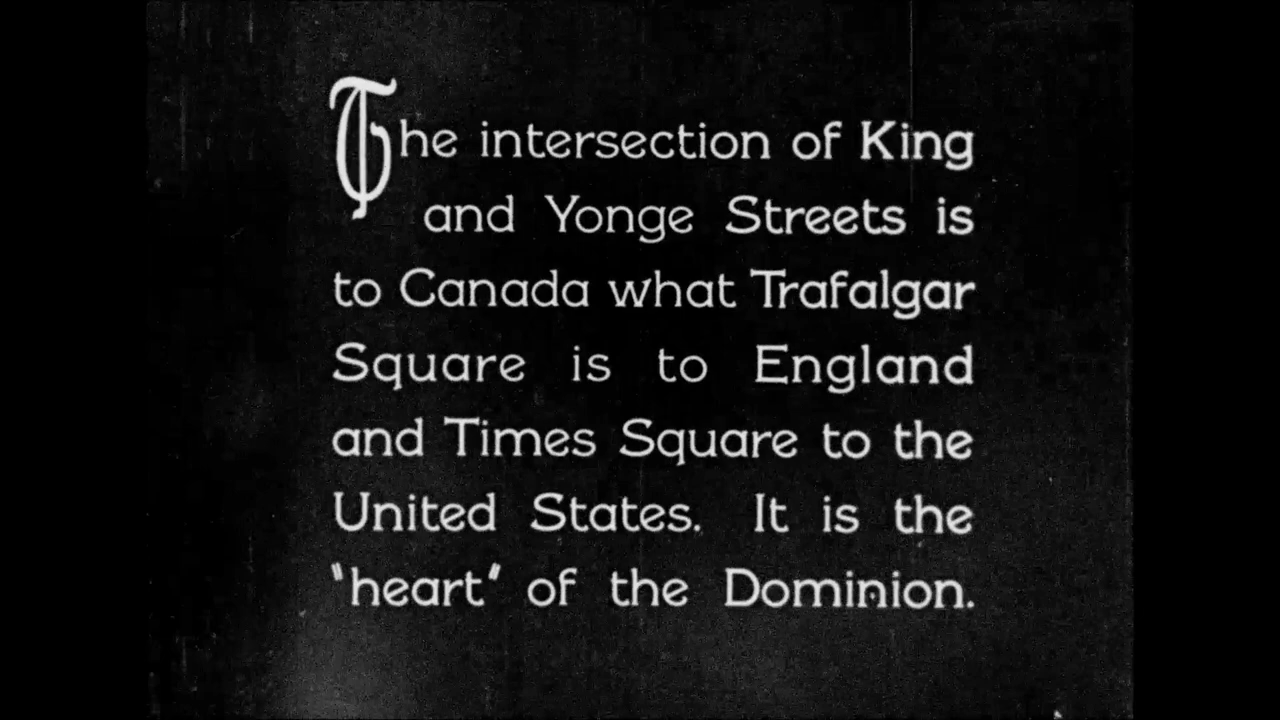 The intersection of King
and Yonge Streets is
to Canada what Trafalgar
Square is to England
and Times Square to the
United States. It is the
"heart" of the Dominion.